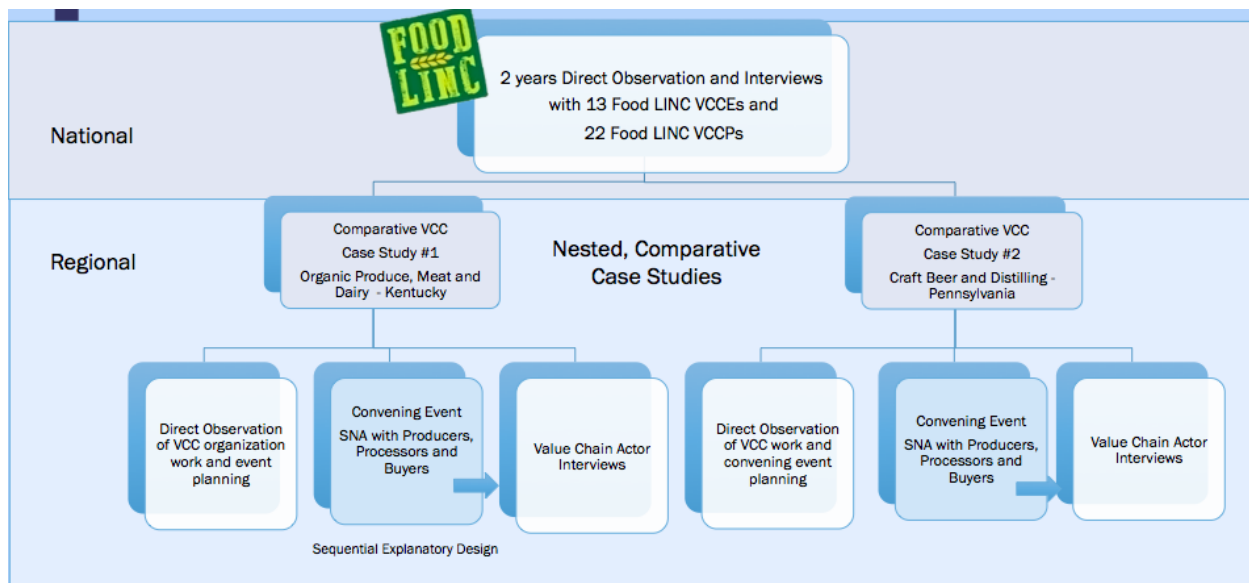 FOOD
LINC
2 years Direct Observation and Interviews
with 13 Food LINC VCCEs and
22 Food LINC VCCPs
National
Regional
Comparative VCC
Case Study #1
Organic Produce, Meat and
Dairy - Kentucky
Nested, Comparative
Case Studies
Comparative VCC
Case Study #2
Craft Beer and Distilling -
Pennsylvania
Direct Observation
of VCC organization
work and event
planning
Convening Event
SNA with Producers,
Processors and
Buyers
Value Chain Actor
Interviews
Direct Observation
of VCC work and
convening event
planning
Convening Event
SNA with Producers,
Processors and
Buyers
Value Chain Actor
Interviews
Sequential Explanatory Design